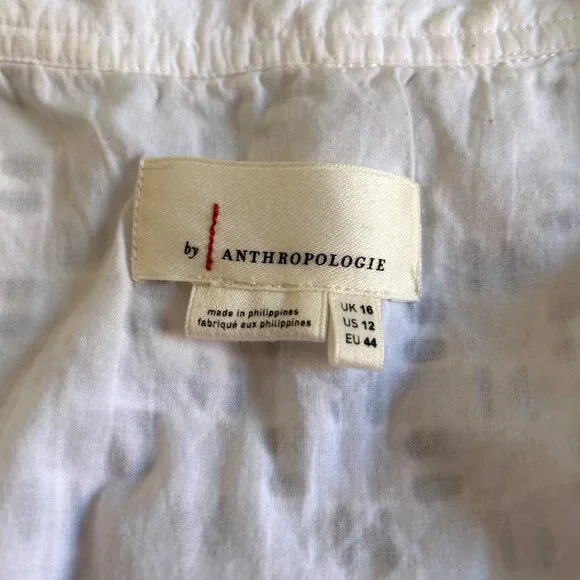 by ANTHROPOLOGIE
made in philippines
fabriqué aux philippines
UK 16
US 12
EU 44